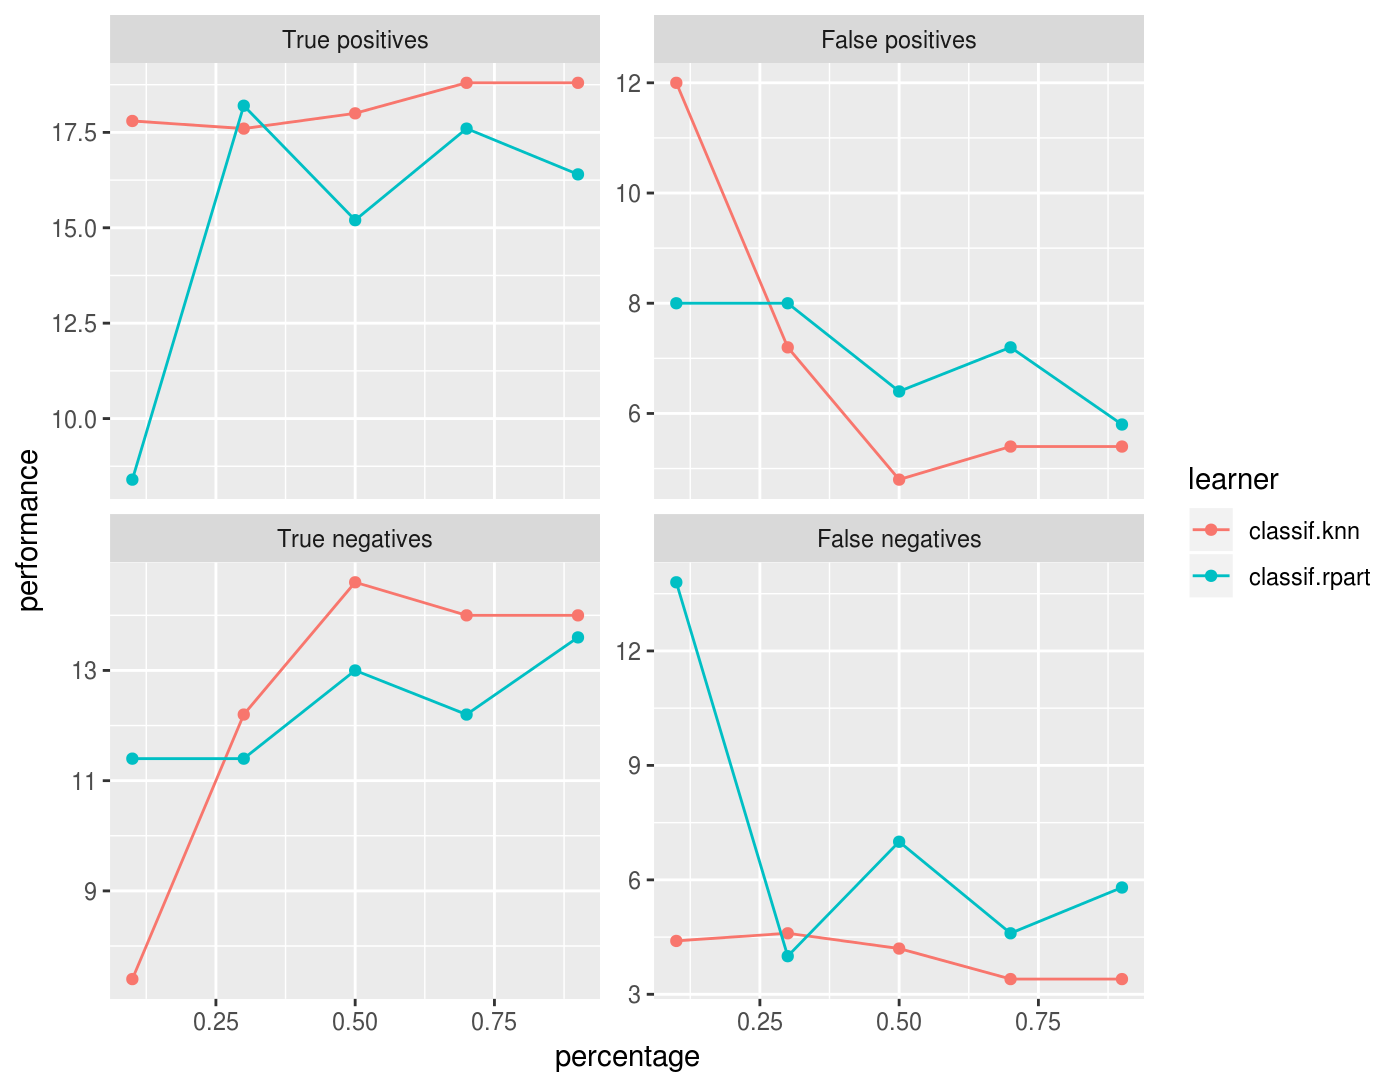 True positives
False positives
17.5
15.0
12.5
10.0
12
10
8
6
True negatives
False negatives
13
11
9
12
9
6
3
0.25
0.50
0.75
0.25
0.50
0.75
percentage
performance
learner
classif.knn
classif.rpart